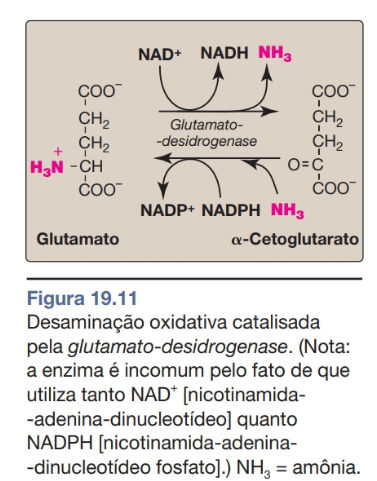 NAD+ NADH NH3
COO– COO–
CH2 CH2
CH2 CH2
Glutamato-
-desidrogenase
+
H3N –CH O=C
COO– COO–
NADP+ NADPH NH3
Glutamato α-Cetoglutarato
Figura 19.11
Desaminação oxidativa catalisada
pela glutamato-desidrogenase. (Nota:
a enzima é incomum pelo fato de que
utiliza tanto NAD+ [nicotinamida-
-adenina-dinucleotídeo] quanto
NADPH [nicotinamida-adenina-
-dinucleotídeo fosfato].) NH3 = amônia.